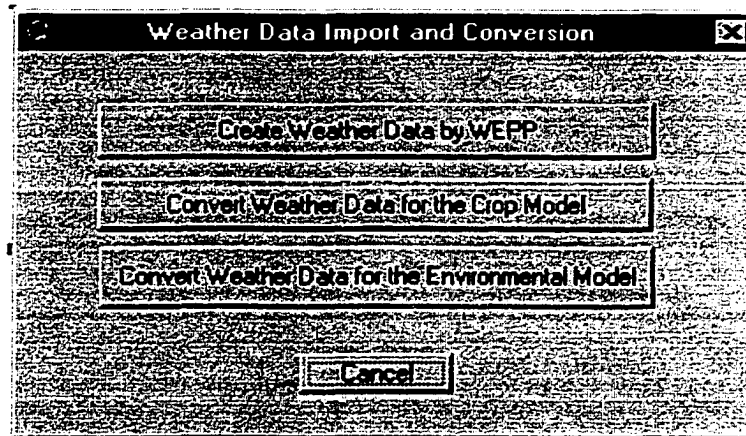 Weather Data Import and Conversion
Create Weather Data by WEPP
Convert Weather Data for the Crop Model
Convert Weather Data for the Environmental Model
Cancel